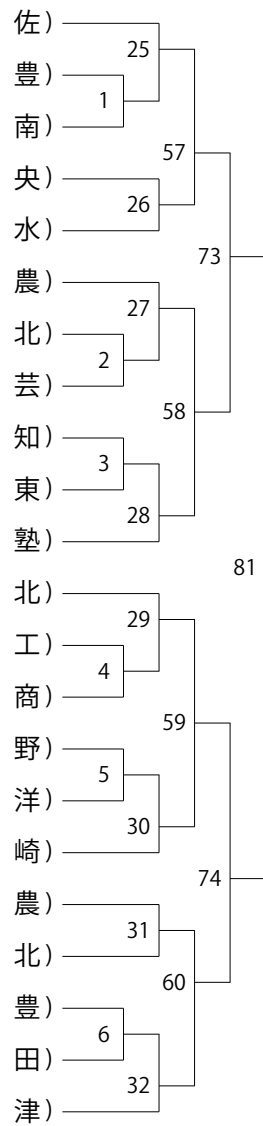 佐)
25
豊)
1
南)
57
央)
26
水)
73
農)
27
北)
2
芸)
58
知)
3
東)
28
塾)
81
北)
29
工)
4
商)
59
野)
5
洋)
30
崎)
74
農)
31
北)
60
豊)
6
田)
32
津)